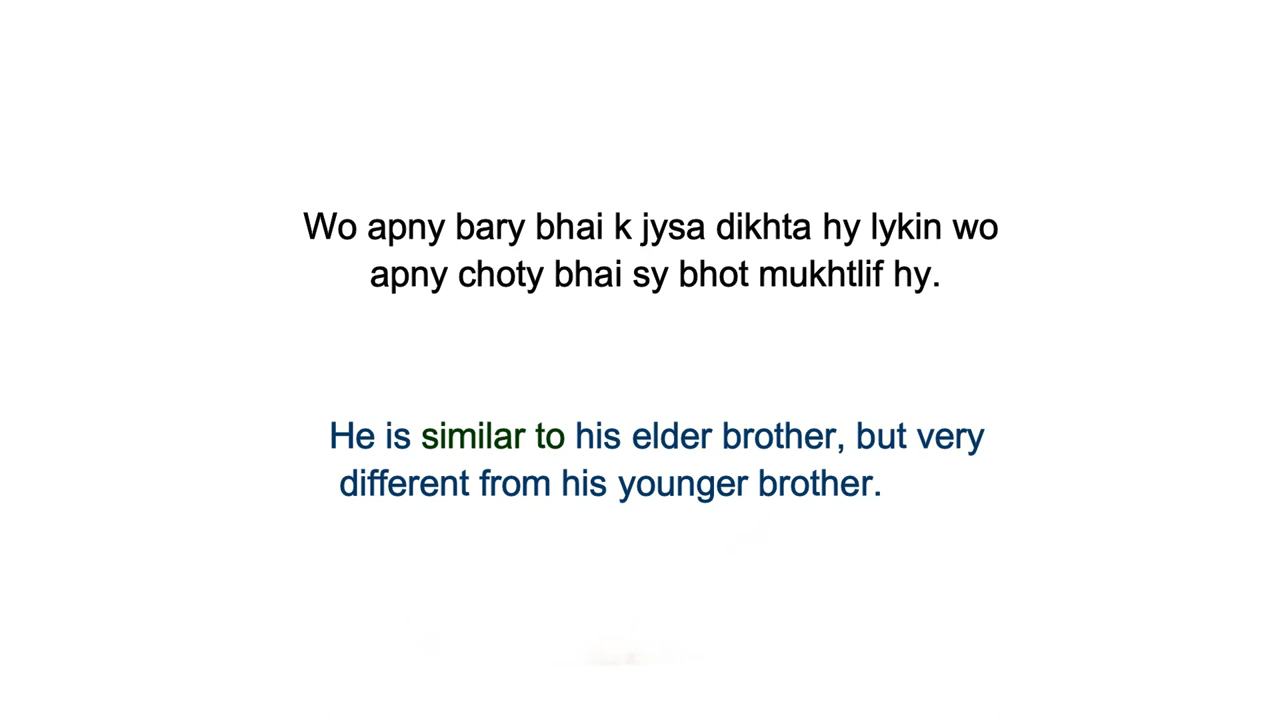 Wo apny bary bhai k jysa dikhta hy lykin wo
apny choty bhai sy bhot mukhtlif hy.
He is similar to his elder brother, but very
different from his younger brother.